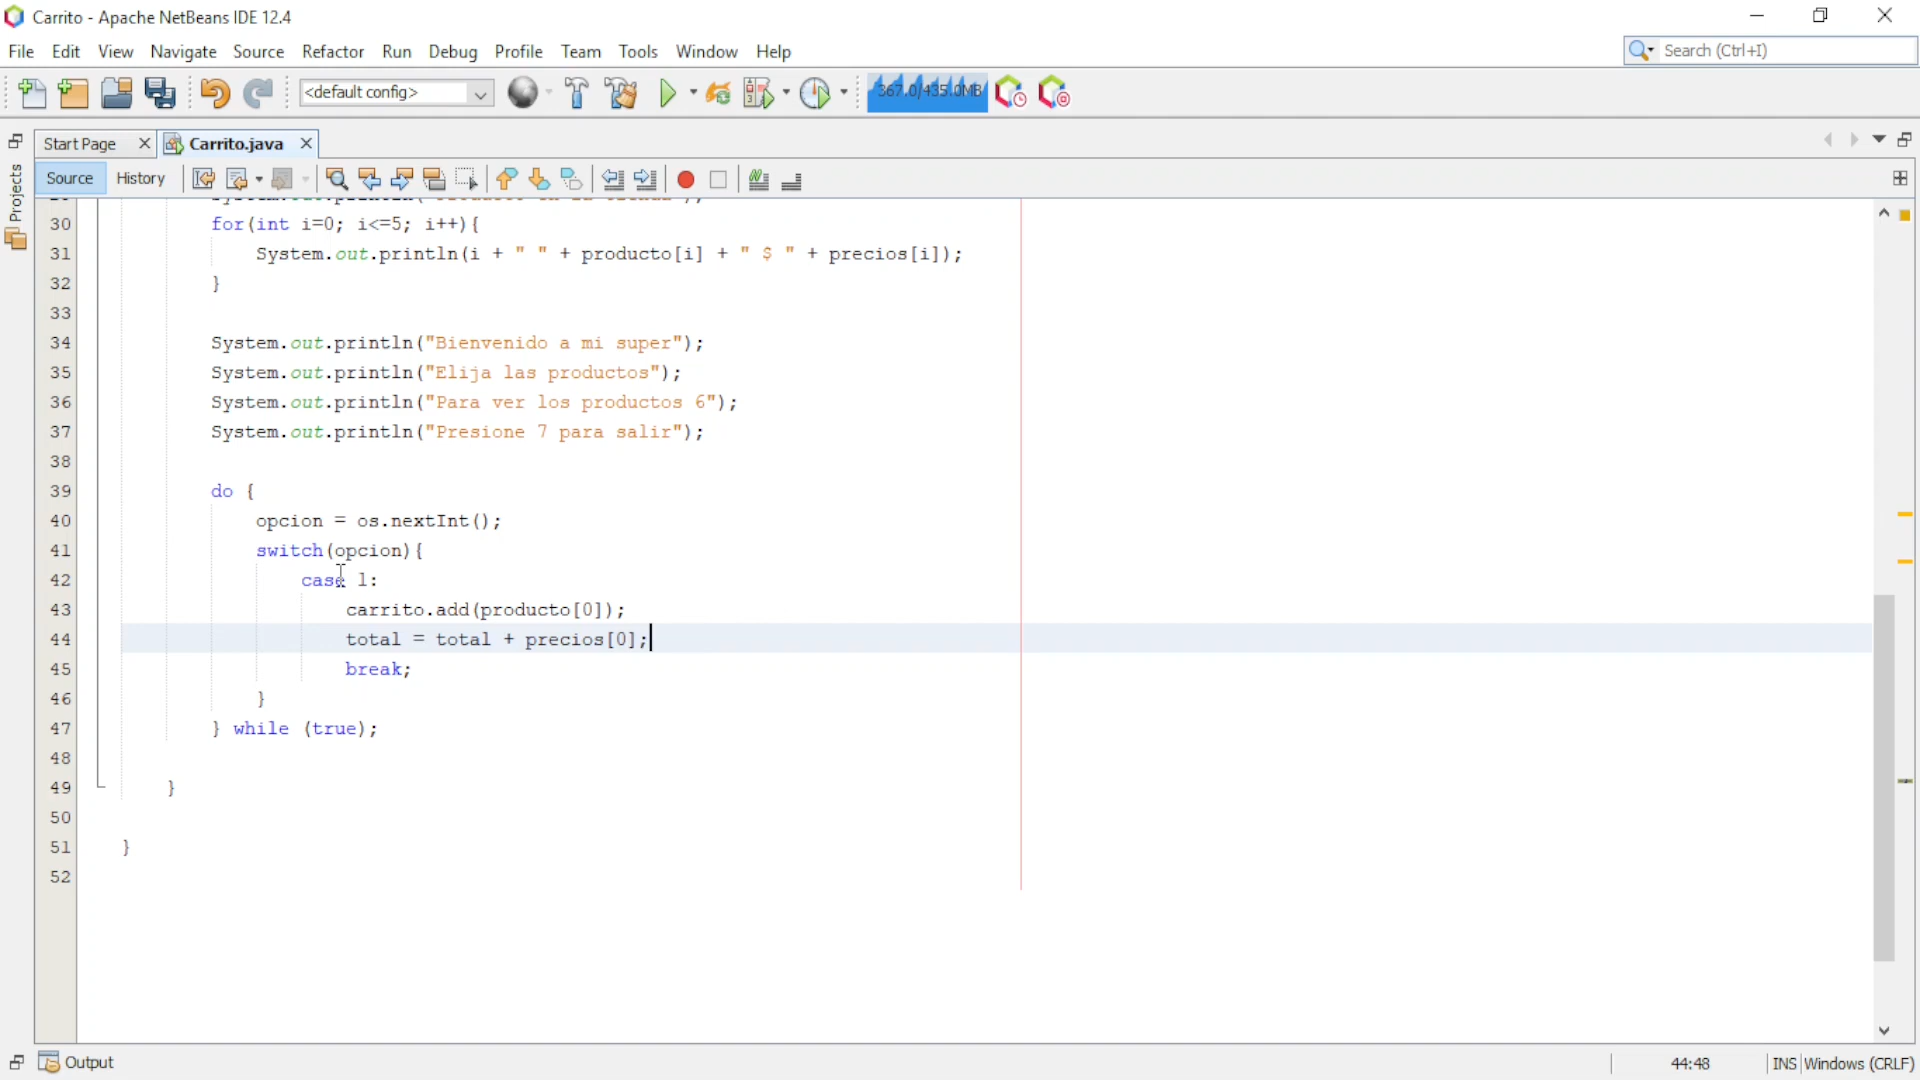 Carrito - Apache NetBeans IDE 12.4
File Edit View Navigate Source Refactor Run Debug Profile Team Tools Window Help
Search (Ctrl+I)
<default config>
367.0/435.0MB
Start Page
Carrito.java
Projects
Source History
30 for(int i=0; i<=5; i++){
31 System.out.println(i + " " + producto[i] + " $ " + precios[i]);
32 }
33
34 System.out.println("Bienvenido a mi super");
35 System.out.println("Elija las productos");
36 System.out.println("Para ver los productos 6");
37 System.out.println("Presione 7 para salir");
38
39 do {
40 opcion = os.nextInt();
41 switch(opcion){
42 case 1:
43 carrito.add(producto[0]);
44 total = total + precios[0];
45 break;
46 }
47 } while (true);
48
49 }
50
51 }
52
Output
44:48
INS
Windows (CRLF)